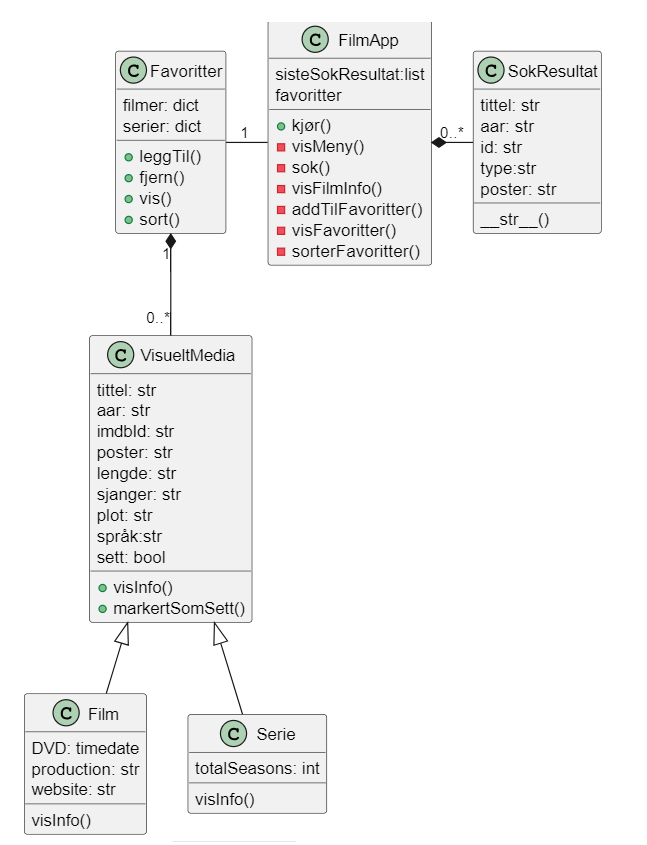 C Favoritter
filmer: dict
serier: dict
leggTil()
fjern()
vis()
sort()
1
C FilmApp
sisteSokResultat:list
favoritter
kjør()
visMeny()
sok()
visFilmInfo()
addTilFavoritter()
visFavoritter()
sorterFavoritter()
0..*
C SokResultat
tittel: str
aar: str
id: str
type:str
poster: str
__str__()
1
0..*
C VisueltMedia
tittel: str
aar: str
imdbId: str
poster: str
lengde: str
sjanger: str
plot: str
språk:str
sett: bool
visInfo()
markertSomSett()
C Film
DVD: timedate
production: str
website: str
visInfo()
C Serie
totalSeasons: int
visInfo()